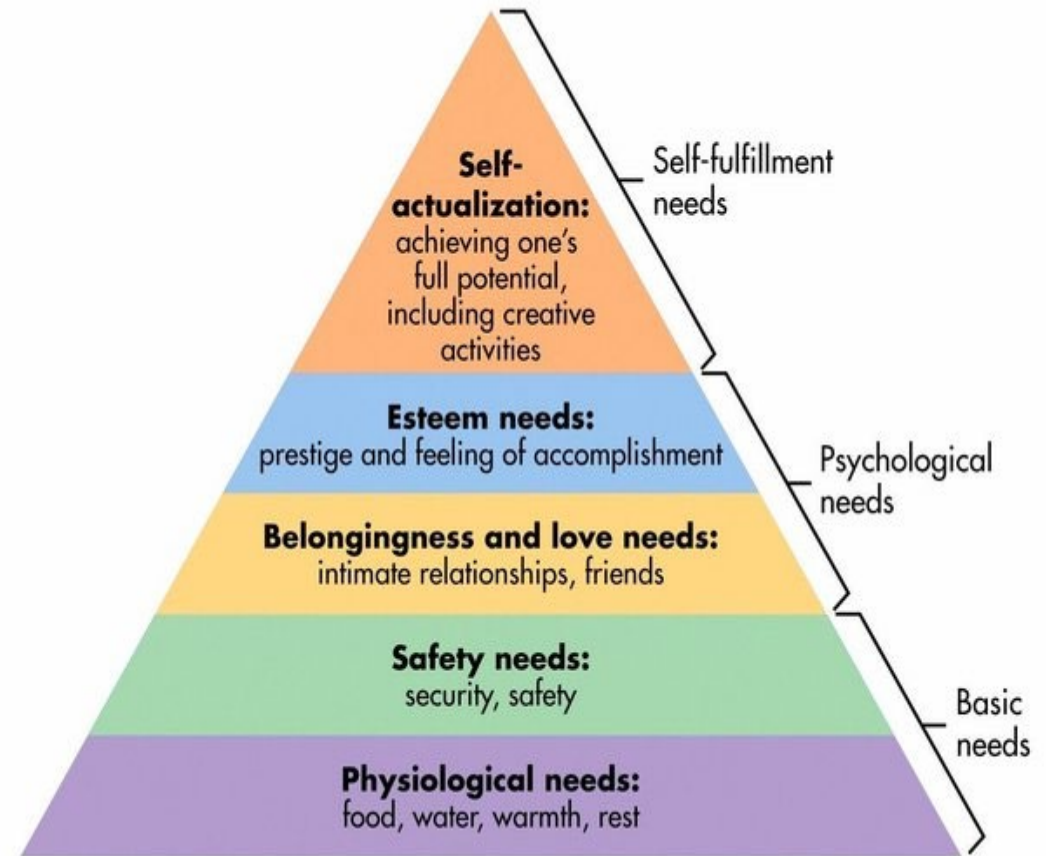 Self-
actualization:
achieving one's
full potential,
including creative
activities
Self-fulfillment
needs
Esteem needs:
prestige and feeling of accomplishment
Psychological
needs
Belongingness and love needs:
intimate relationships, friends
Safety needs:
security, safety
Basic
needs
Physiological needs:
food, water, warmth, rest